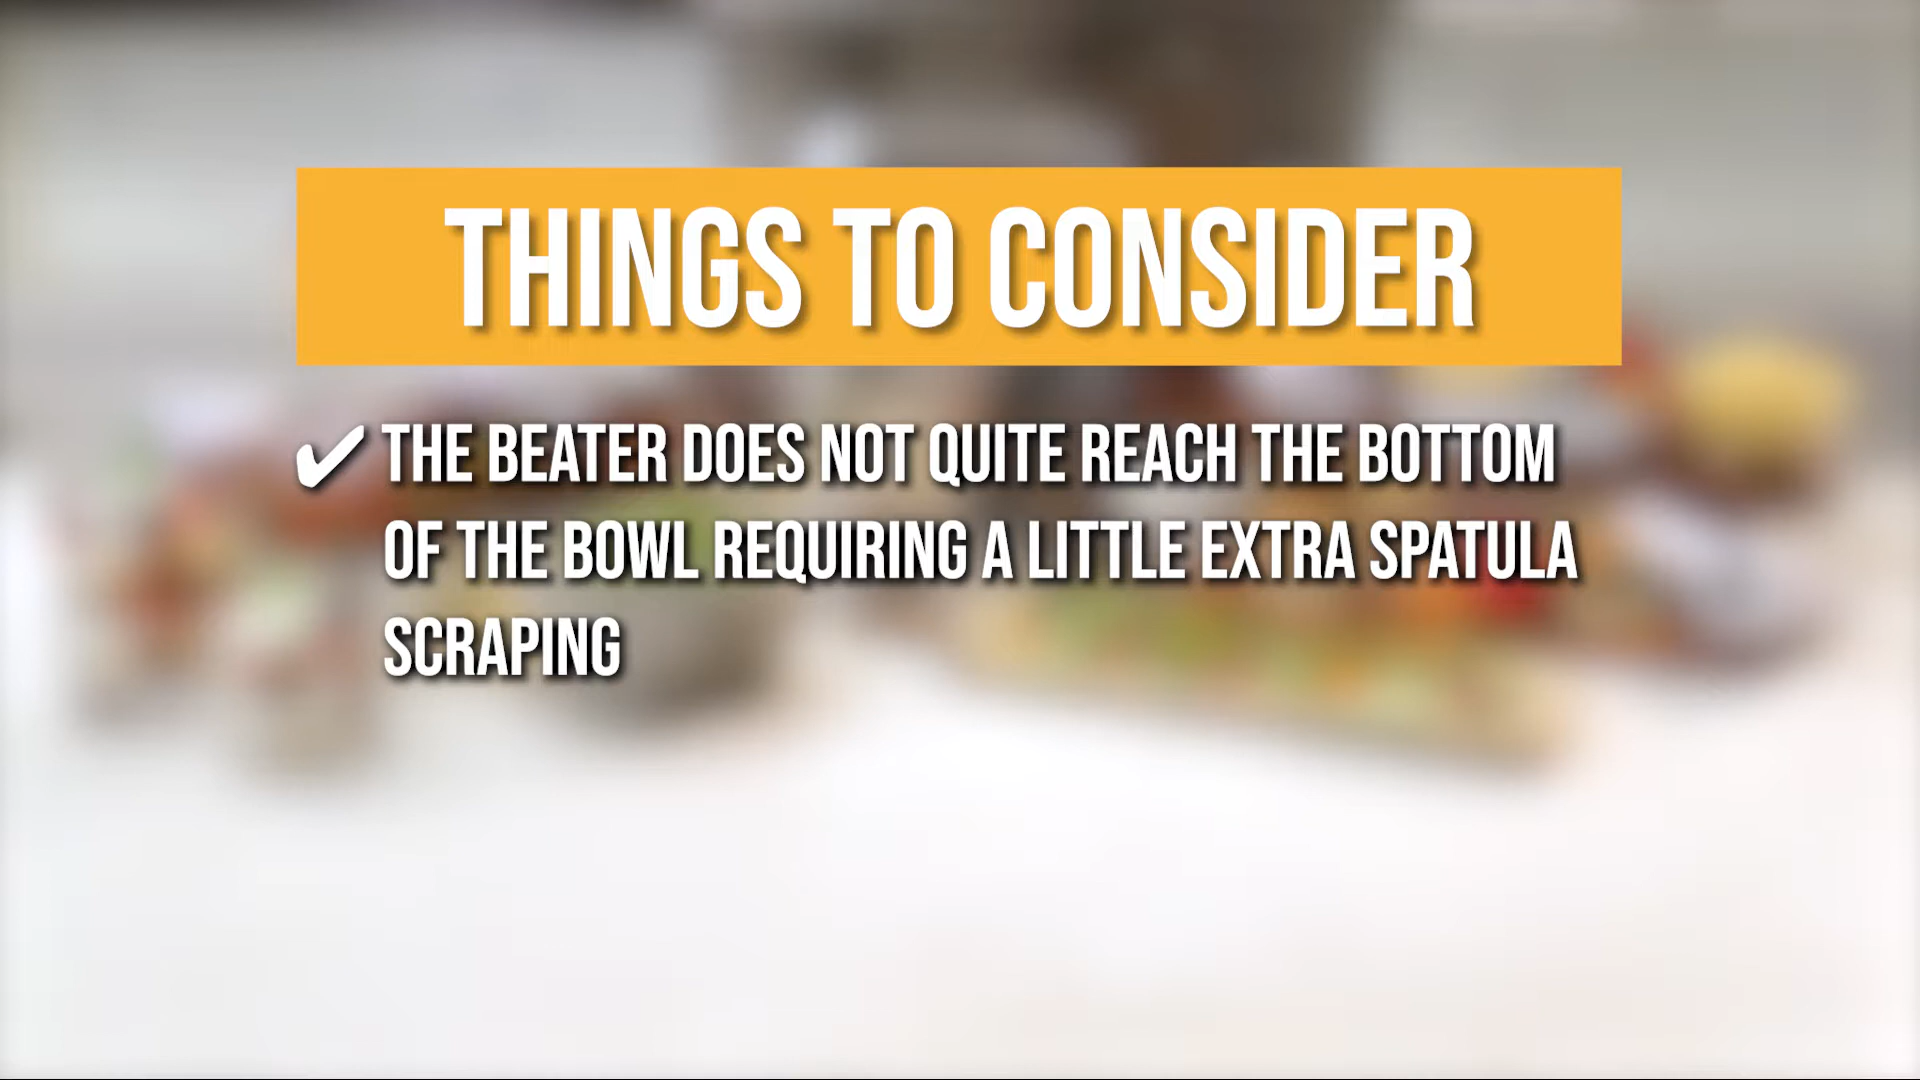 THINGS TO CONSIDER
✔ THE BEATER DOES NOT QUITE REACH THE BOTTOM
OF THE BOWL REQUIRING A LITTLE EXTRA SPATULA
SCRAPING